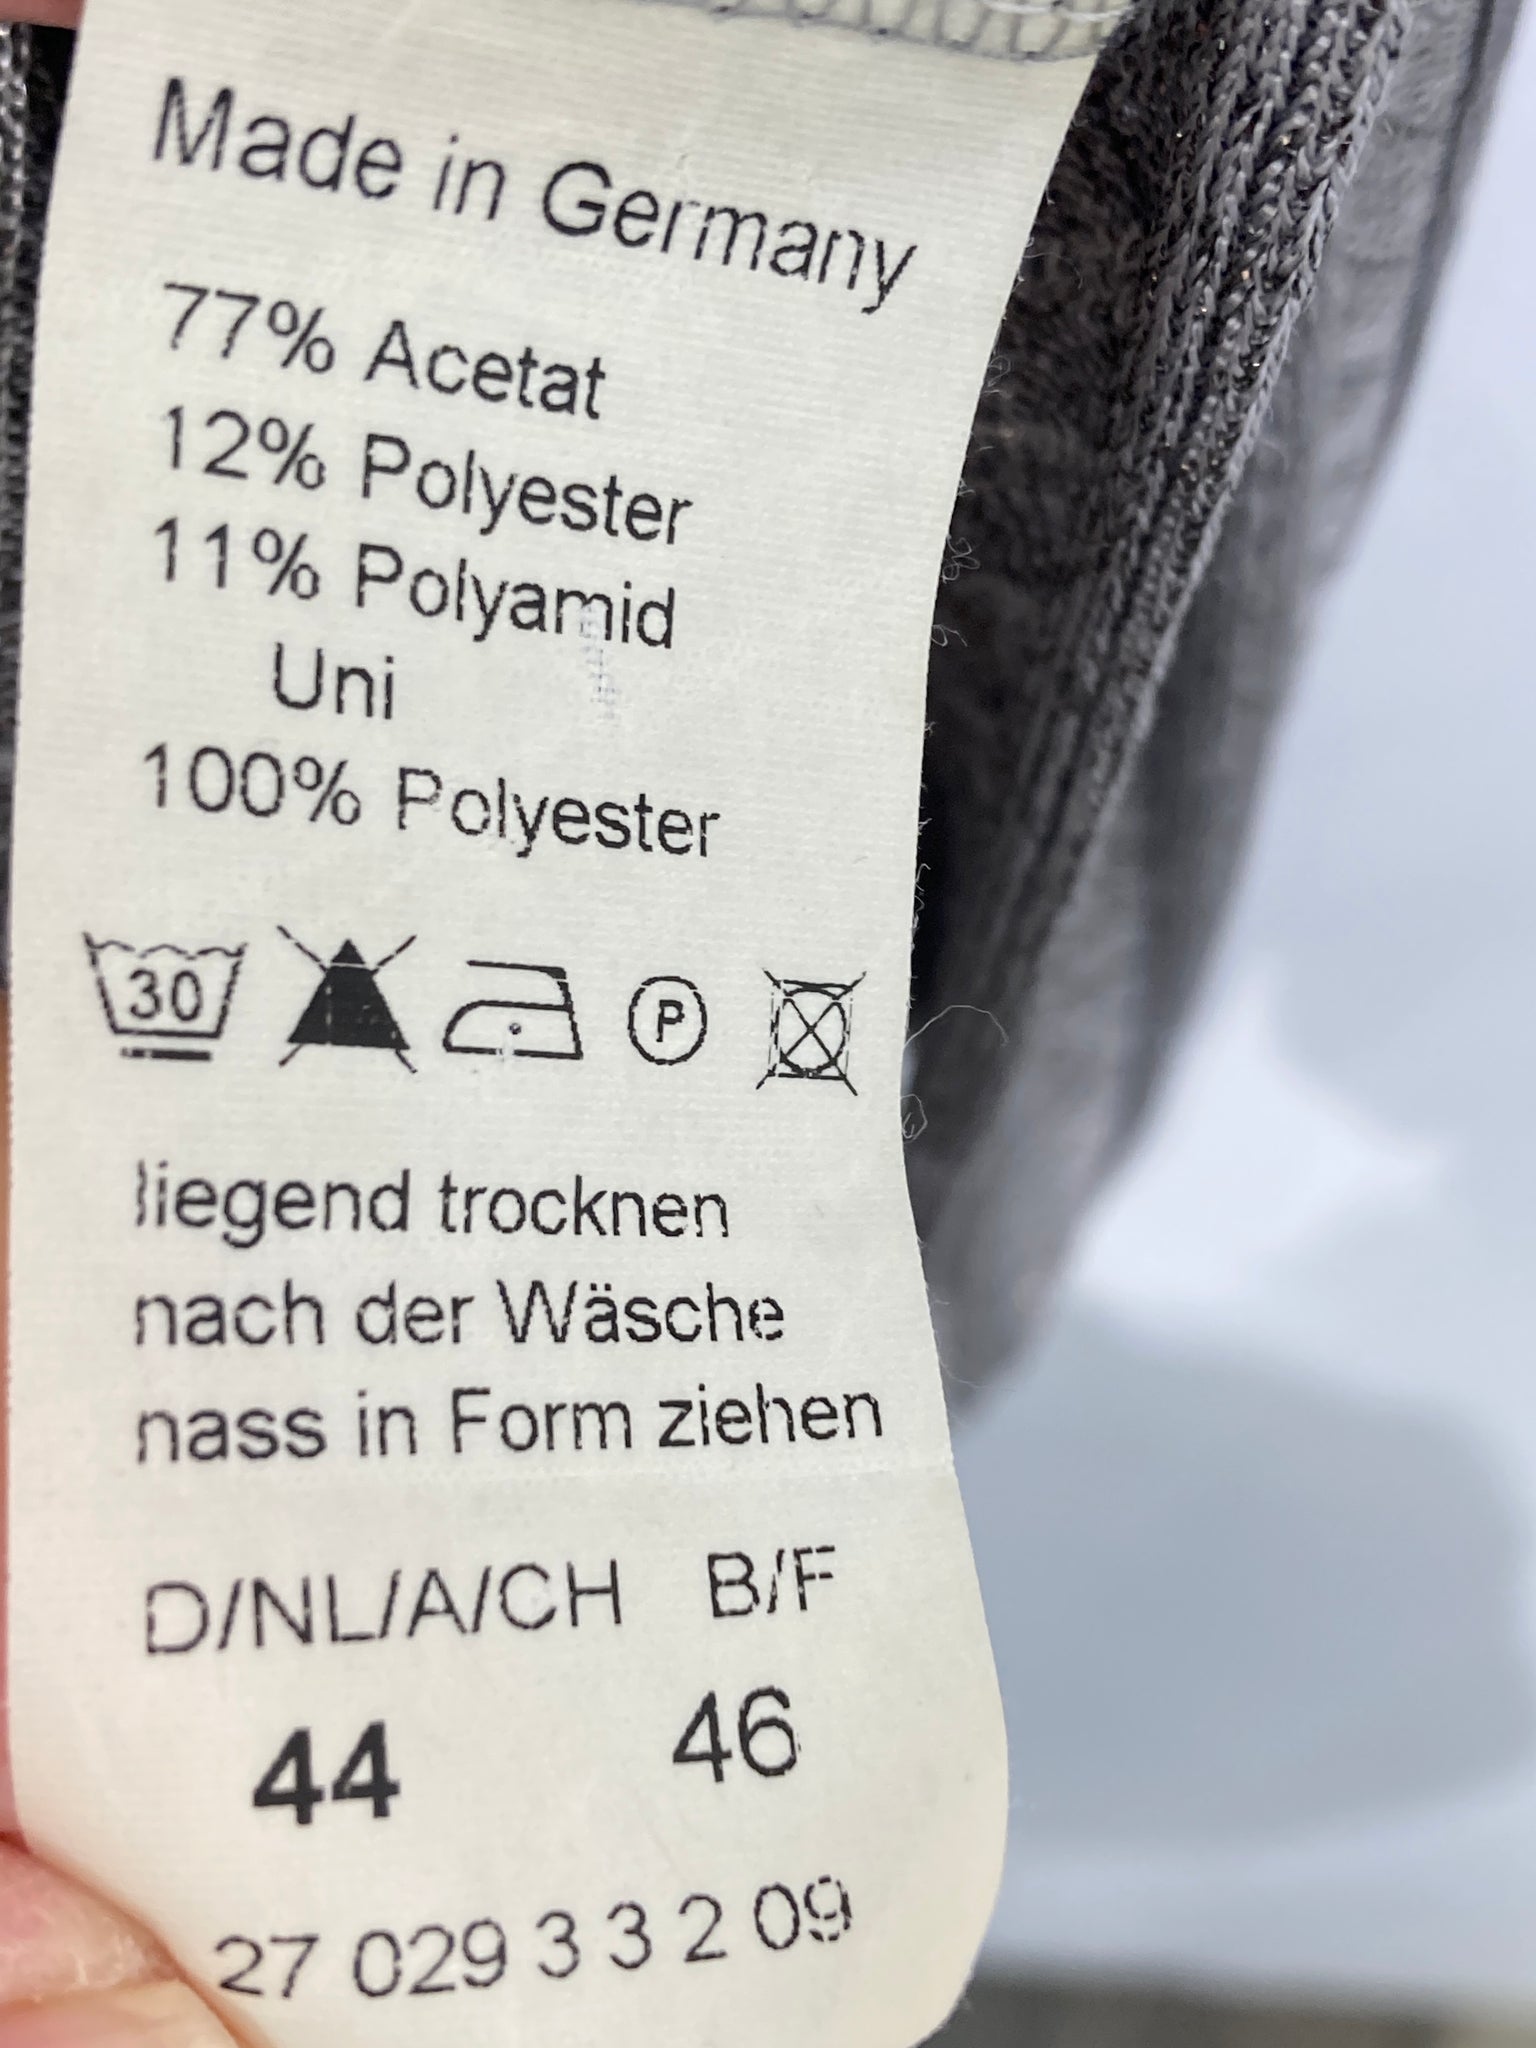 Made in Germany
77% Acetat
12% Polyester
11% Polyamid
Uni
100% Polyester
30 P
liegend trocknen
nach der Wäsche
nass in Form ziehen
D/NL/A/CH B/F
44 46
27 029 3 3 2 09